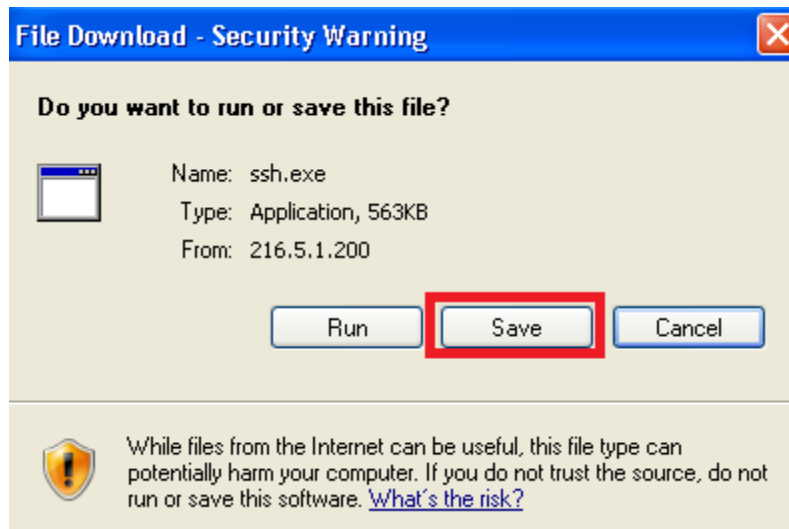 File Download - Security Warning
Do you want to run or save this file?
Name: ssh.exe
Type: Application, 563KB
From: 216.5.1.200
Run Save Cancel
While files from the Internet can be useful, this file type can
potentially harm your computer. If you do not trust the source, do not
run or save this software. What's the risk?